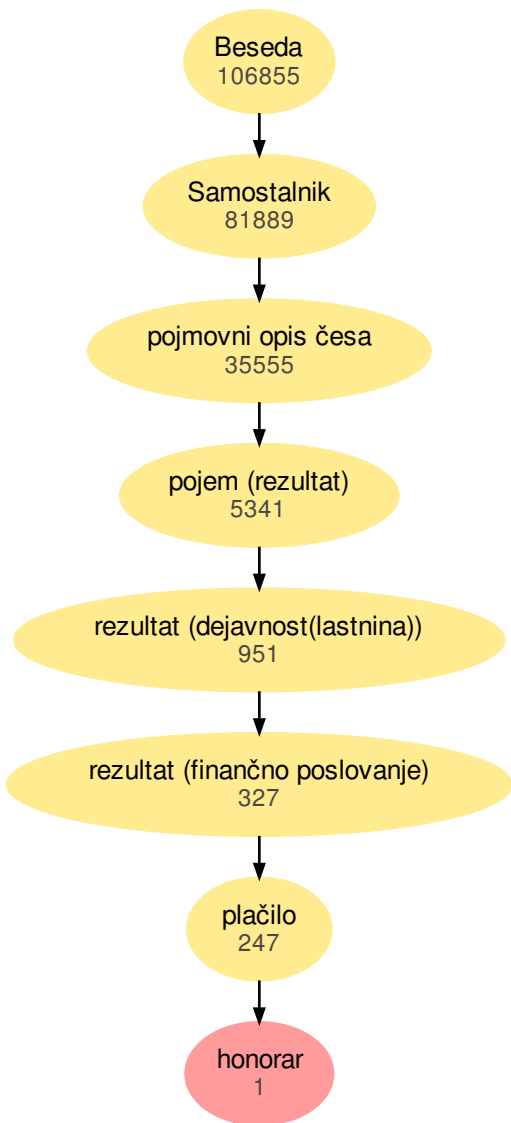 Beseda
106855
Samostalnik
81889
pojmovni opis česa
35555
pojem (rezultat)
5341
rezultat (dejavnost(lastnina))
951
rezultat (finančno poslovanje)
327
plačilo
247
honorar
1